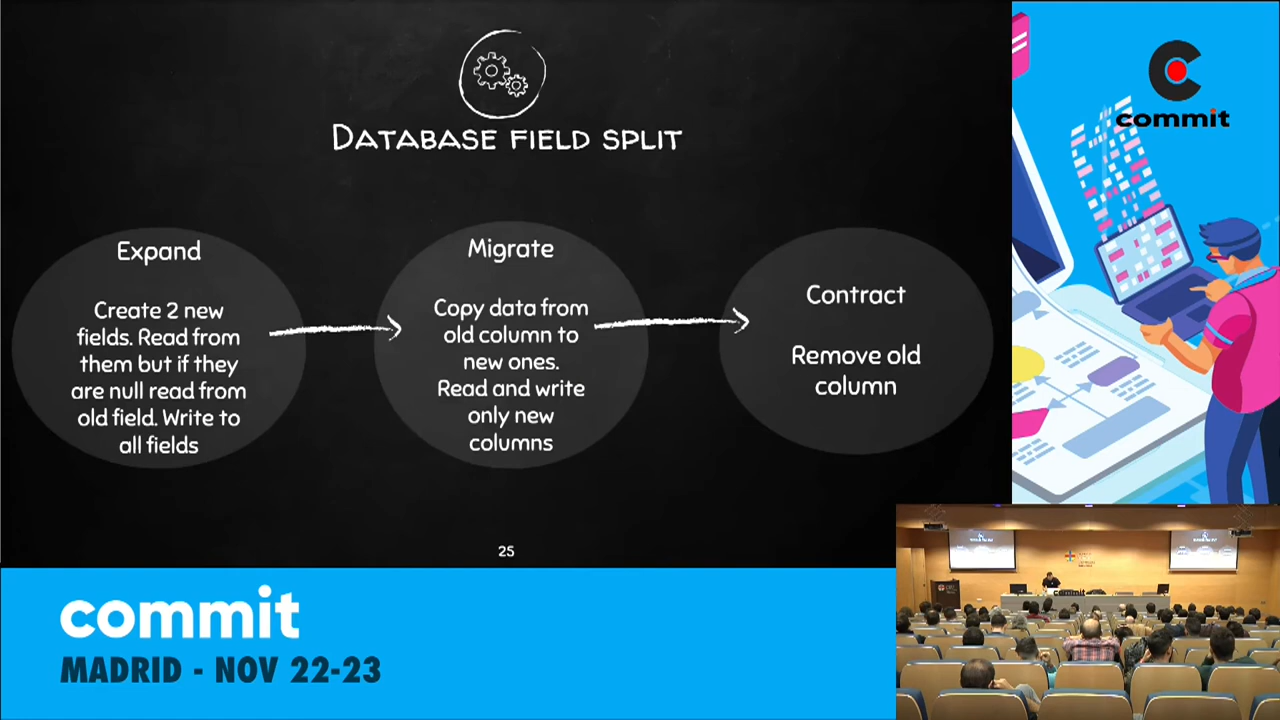 DATABASE FIELD SPLIT
Expand
Create 2 new
fields. Read from
them but if they
are null read from
old field. Write to
all fields
Migrate
Copy data from
old column to
new ones.
Read and write
only new
columns
Contract
Remove old
column
25
commit
commit
MADRID - NOV 22-23